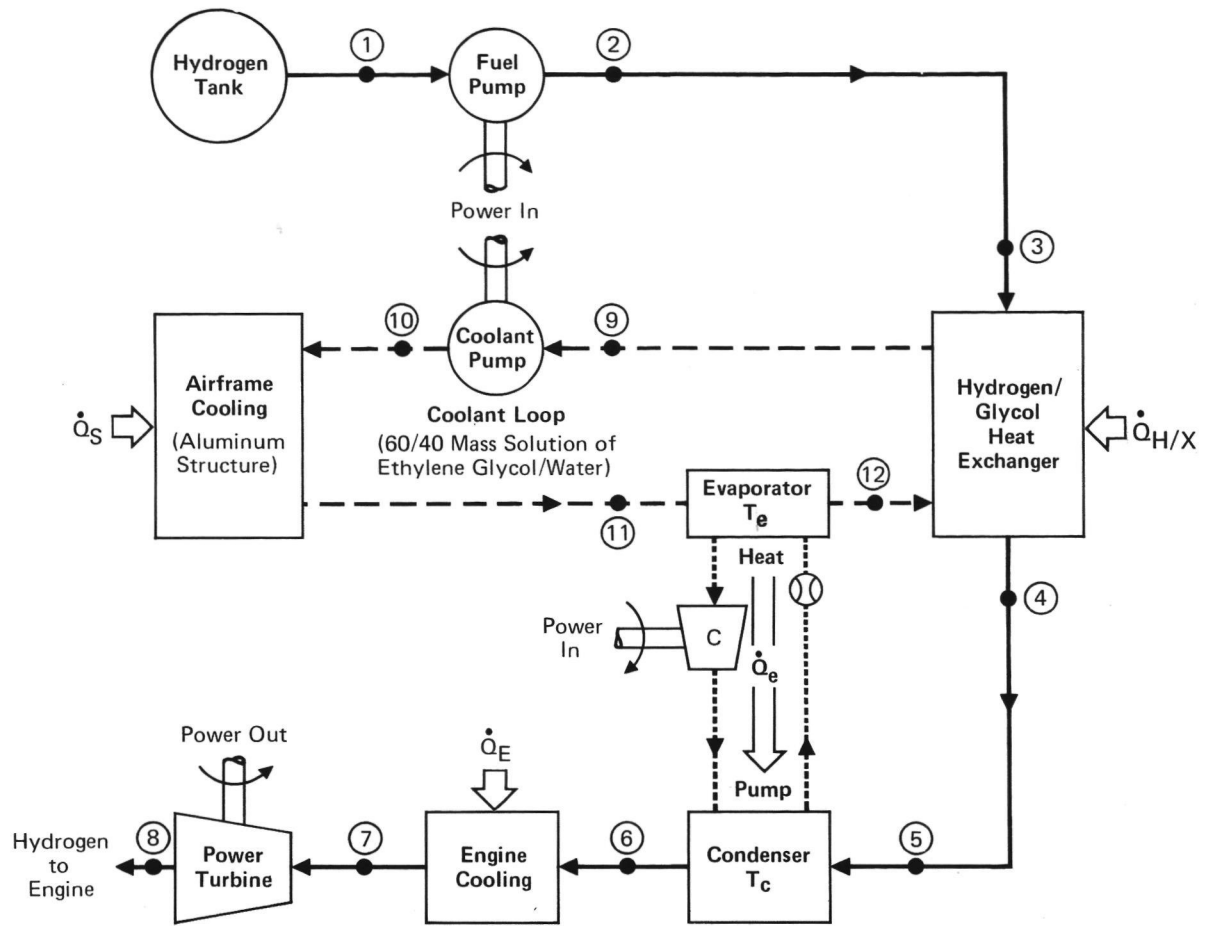 1
2
Hydrogen
Tank
Fuel
Pump
Power In
3
10
9
Coolant
Pump
Airframe
Cooling
(Aluminum
Structure)
Q̇S
Coolant Loop
(60/40 Mass Solution of
Ethylene Glycol/Water)
Hydrogen/
Glycol
Heat
Exchanger
Q̇H/X
11
Evaporator
Te
12
Heat
4
Power
In
C
Q̇e
Pump
Power Out
Q̇E
Hydrogen
to
Engine
8
Power
Turbine
7
Engine
Cooling
6
Condenser
Tc
5